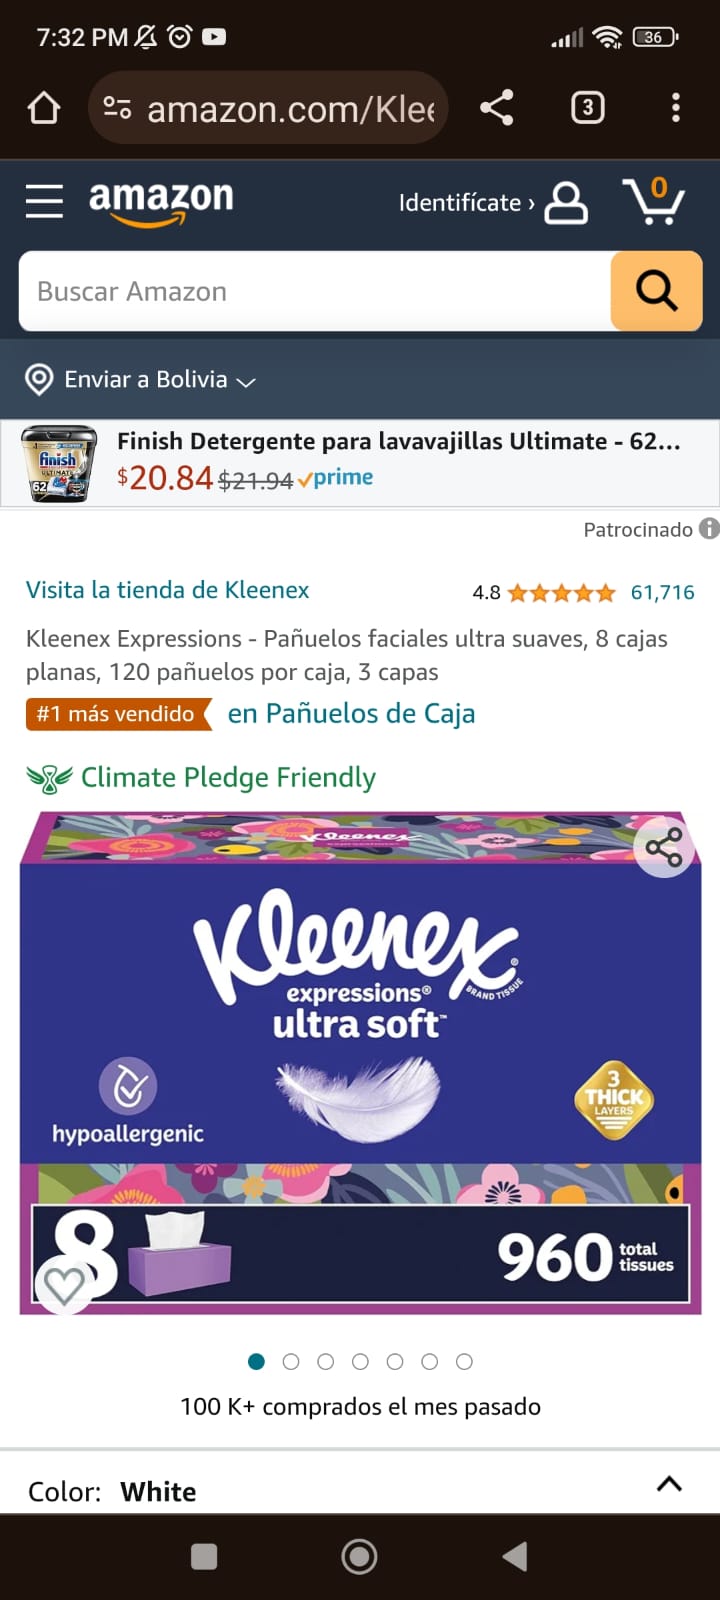 7:32 PM
36
amazon.com/Klee
3
amazon
Identifícate ›
0
Buscar Amazon
Enviar a Bolivia
Finish Detergente para lavavajillas Ultimate - 62...
$20.84 $21.94 prime
finish
ULTIMATE
62
Patrocinado
Visita la tienda de Kleenex
4.8
61,716
Kleenex Expressions - Pañuelos faciales ultra suaves, 8 cajas
planas, 120 pañuelos por caja, 3 capas
#1 más vendido en Pañuelos de Caja
Climate Pledge Friendly
Kleenex
expressions
Kleenex®
BRAND TISSUE
expressions®
ultra soft™
hypoallergenic
3
THICK
LAYERS
8
960 total
tissues
100 K+ comprados el mes pasado
Color: White